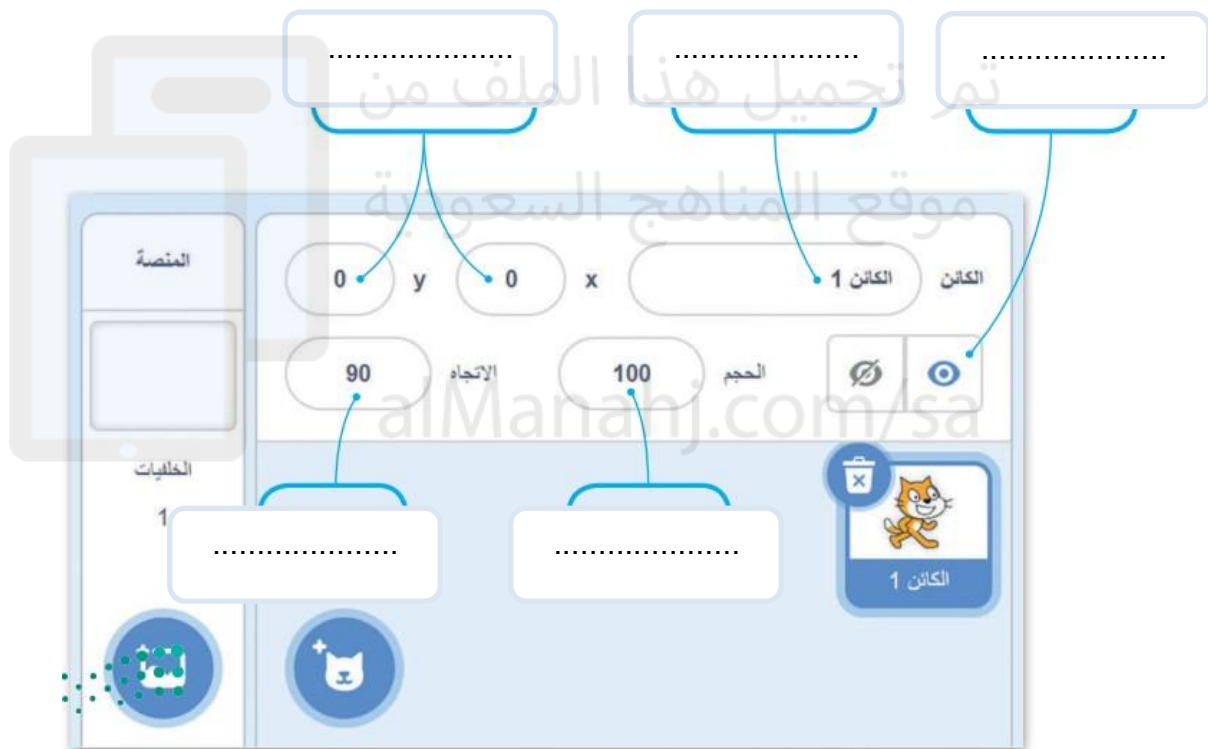 ..................... ..................... .....................
تم تحميل هذا الملف من
موقع المناهج السعودية
alManahj.com/sa
الكائن الكائن 1 x 0 y 0
المنصة
الحجم 100 الاتجاه 90
الخلفيات
1
..................... .....................
الكائن 1